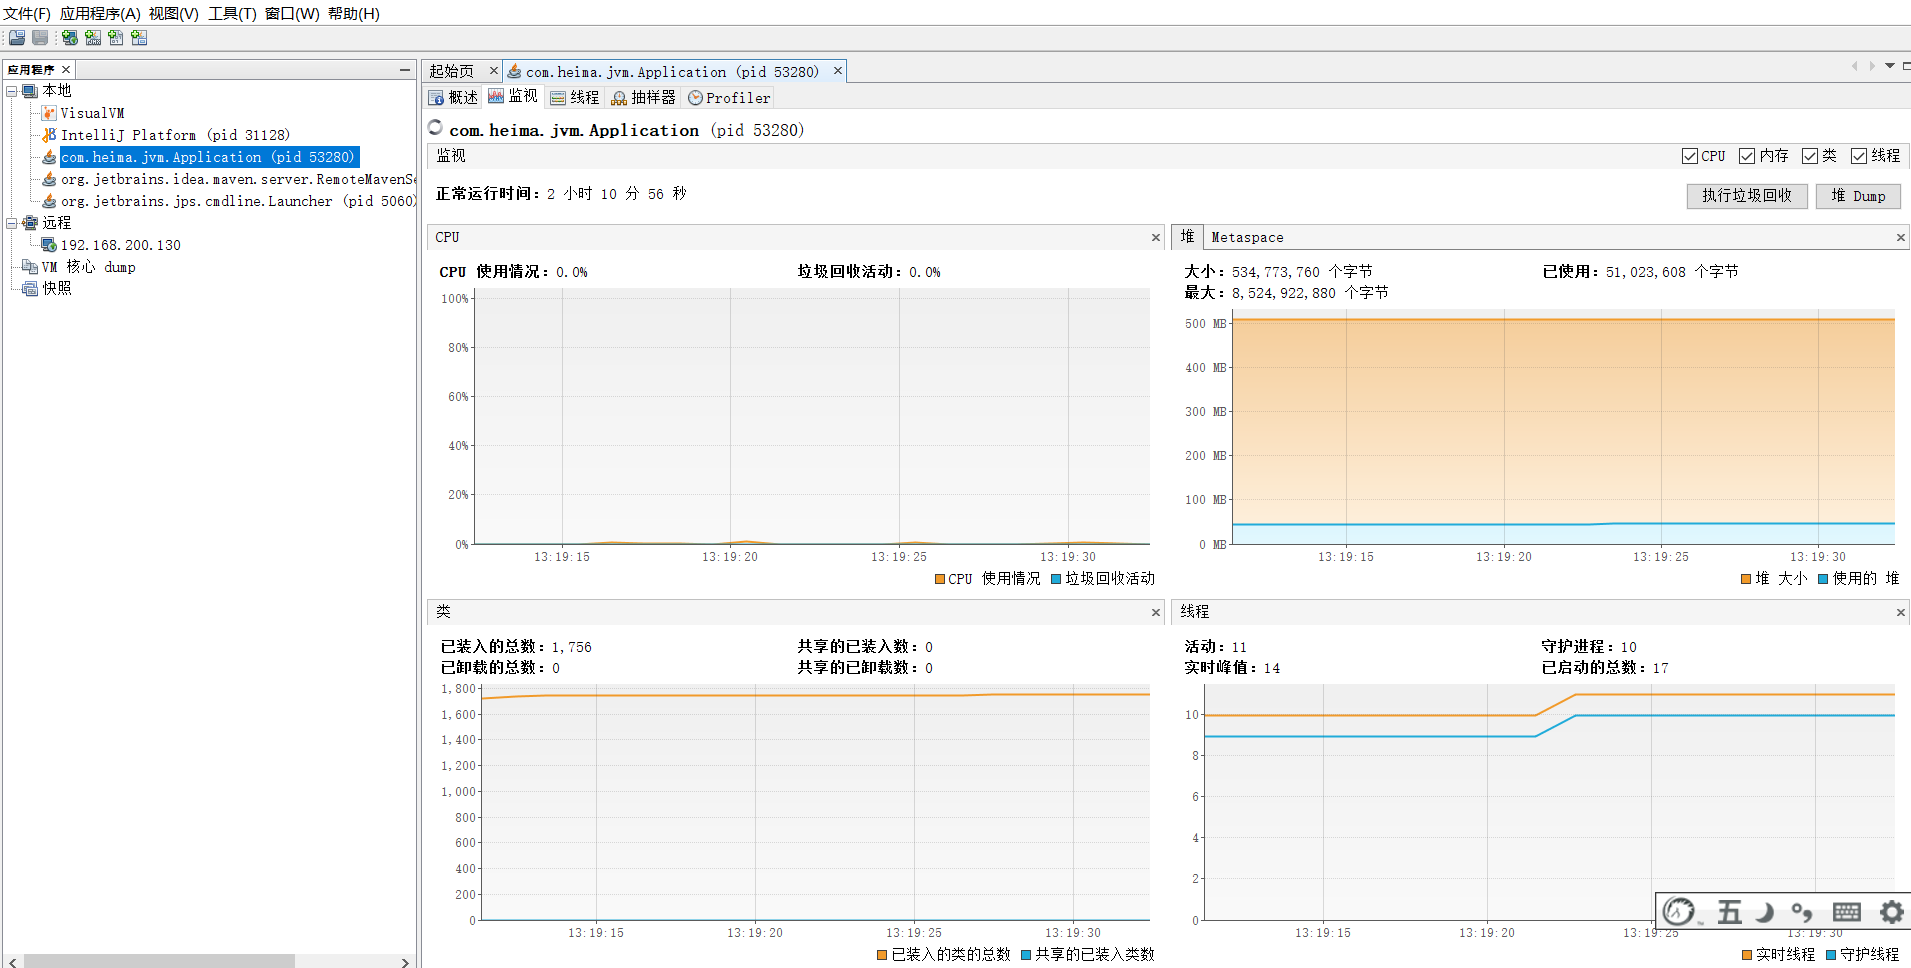 文件(F) 应用程序(A) 视图(V) 工具(T) 窗口(W) 帮助(H)
应用程序 ×
本地
VisualVM
IntelliJ Platform (pid 31128)
com.heima.jvm.Application (pid 53280)
org.jetbrains.idea.maven.server.RemoteMavenSe
org.jetbrains.jps.cmdline.Launcher (pid 5060)
远程
192.168.200.130
VM 核心 dump
快照
起始页 × com.heima.jvm.Application (pid 53280) ×
概述 监视 线程 抽样器 Profiler
com.heima.jvm.Application (pid 53280)
监视 CPU 内存 类 线程
正常运行时间：2 小时 10 分 56 秒
执行垃圾回收 堆 Dump
CPU ×
CPU 使用情况：0.0% 垃圾回收活动：0.0%
100%
80%
60%
40%
20%
0%
13:19:15 13:19:20 13:19:25 13:19:30
CPU 使用情况 垃圾回收活动
堆 Metaspace ×
大小：534,773,760 个字节 已使用：51,023,608 个字节
最大：8,524,922,880 个字节
500 MB
400 MB
300 MB
200 MB
100 MB
0 MB
13:19:15 13:19:20 13:19:25 13:19:30
堆 大小 使用的 堆
类 ×
已装入的总数：1,756 共享的已装入数：0
已卸载的总数：0 共享的已卸载数：0
1,800
1,600
1,400
1,200
1,000
800
600
400
200
0
13:19:15 13:19:20 13:19:25 13:19:30
已装入的类的总数 共享的已装入类数
线程 ×
活动：11 守护进程：10
实时峰值：14 已启动的总数：17
10
8
6
4
2
0
13:19:15 13:19:20 13:19:25 13:19:30
实时线程 守护线程
五